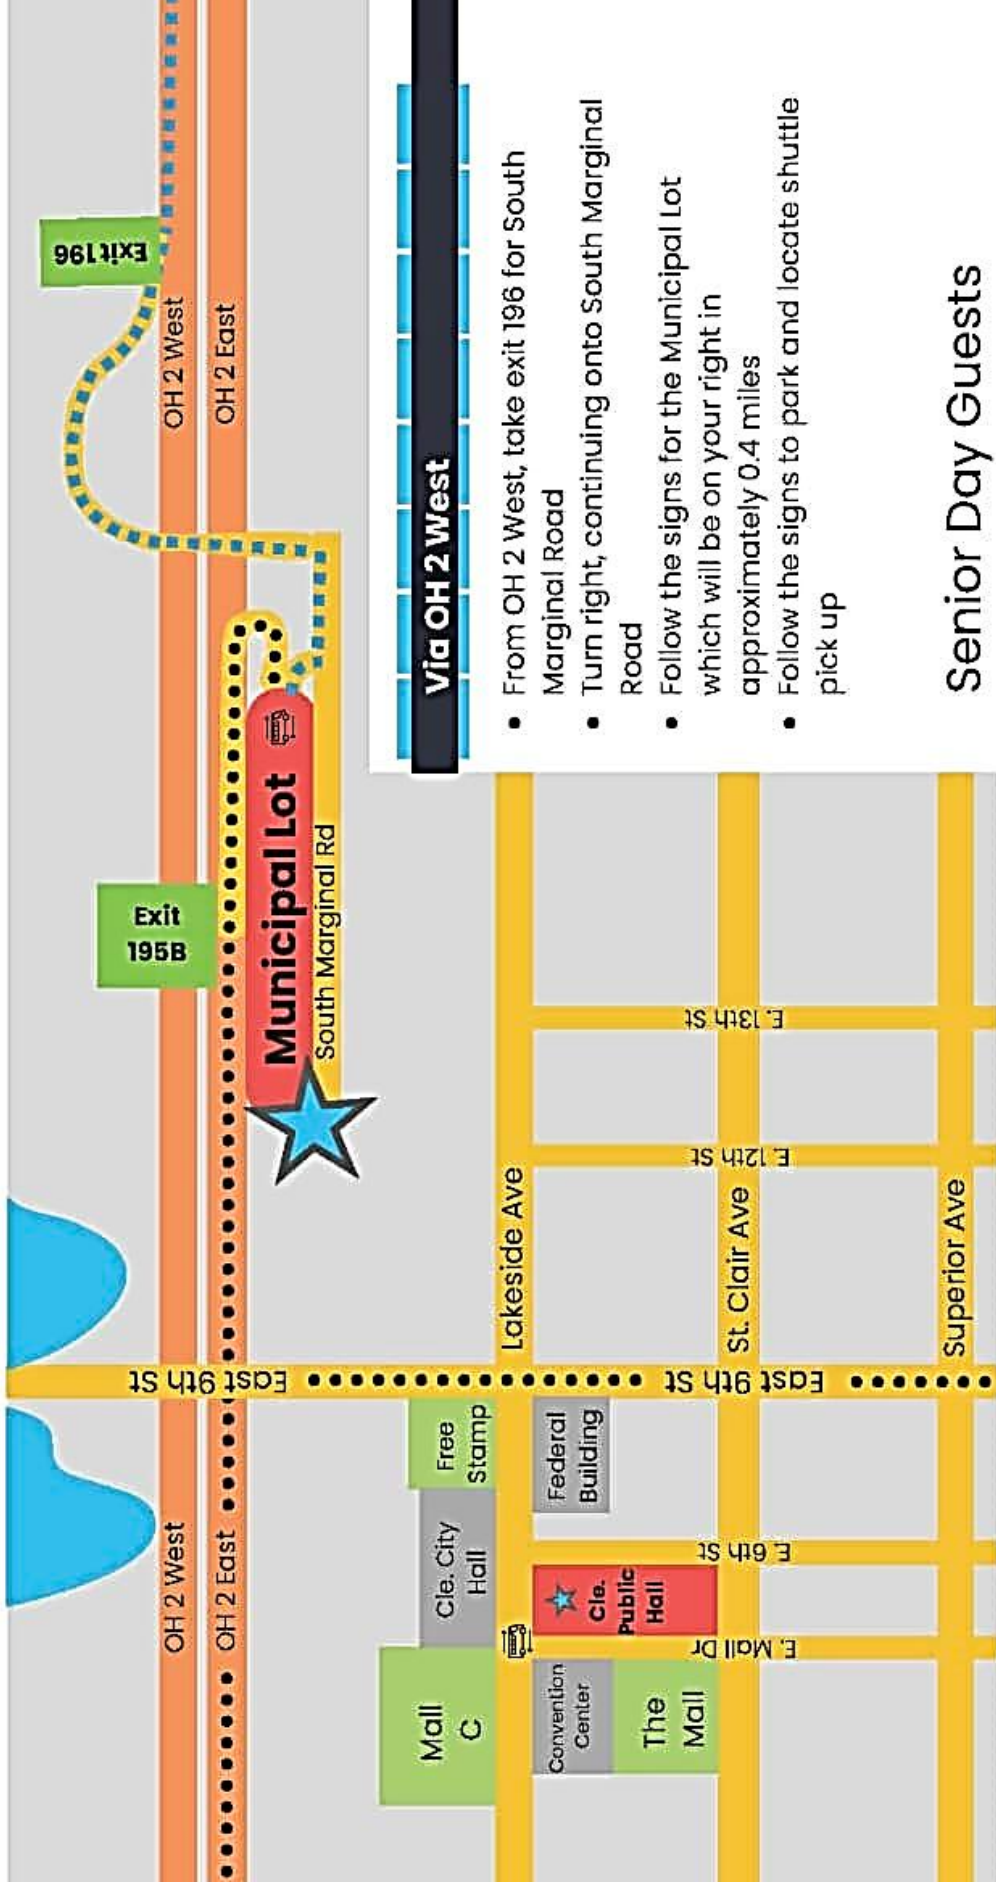 Exit 196
OH 2 West
OH 2 East
Exit
195B
Municipal Lot
South Marginal Rd
East 9th St
OH 2 West
OH 2 East
Free
Stamp
Cle. City
Hall
Mall
C
Lakeside Ave
Federal
Building
E. 6th St
Cle.
Public
Hall
E. Mall Dr
Convention
Center
The
Mall
East 9th St
St. Clair Ave
E. 12th St
E. 13th St
Superior Ave
Via OH 2 West
• From OH 2 West, take exit 196 for South
Marginal Road
• Turn right, continuing onto South Marginal
Road
• Follow the signs for the Municipal Lot
which will be on your right in
approximately 0.4 miles
• Follow the signs to park and locate shuttle
pick up
Senior Day Guests